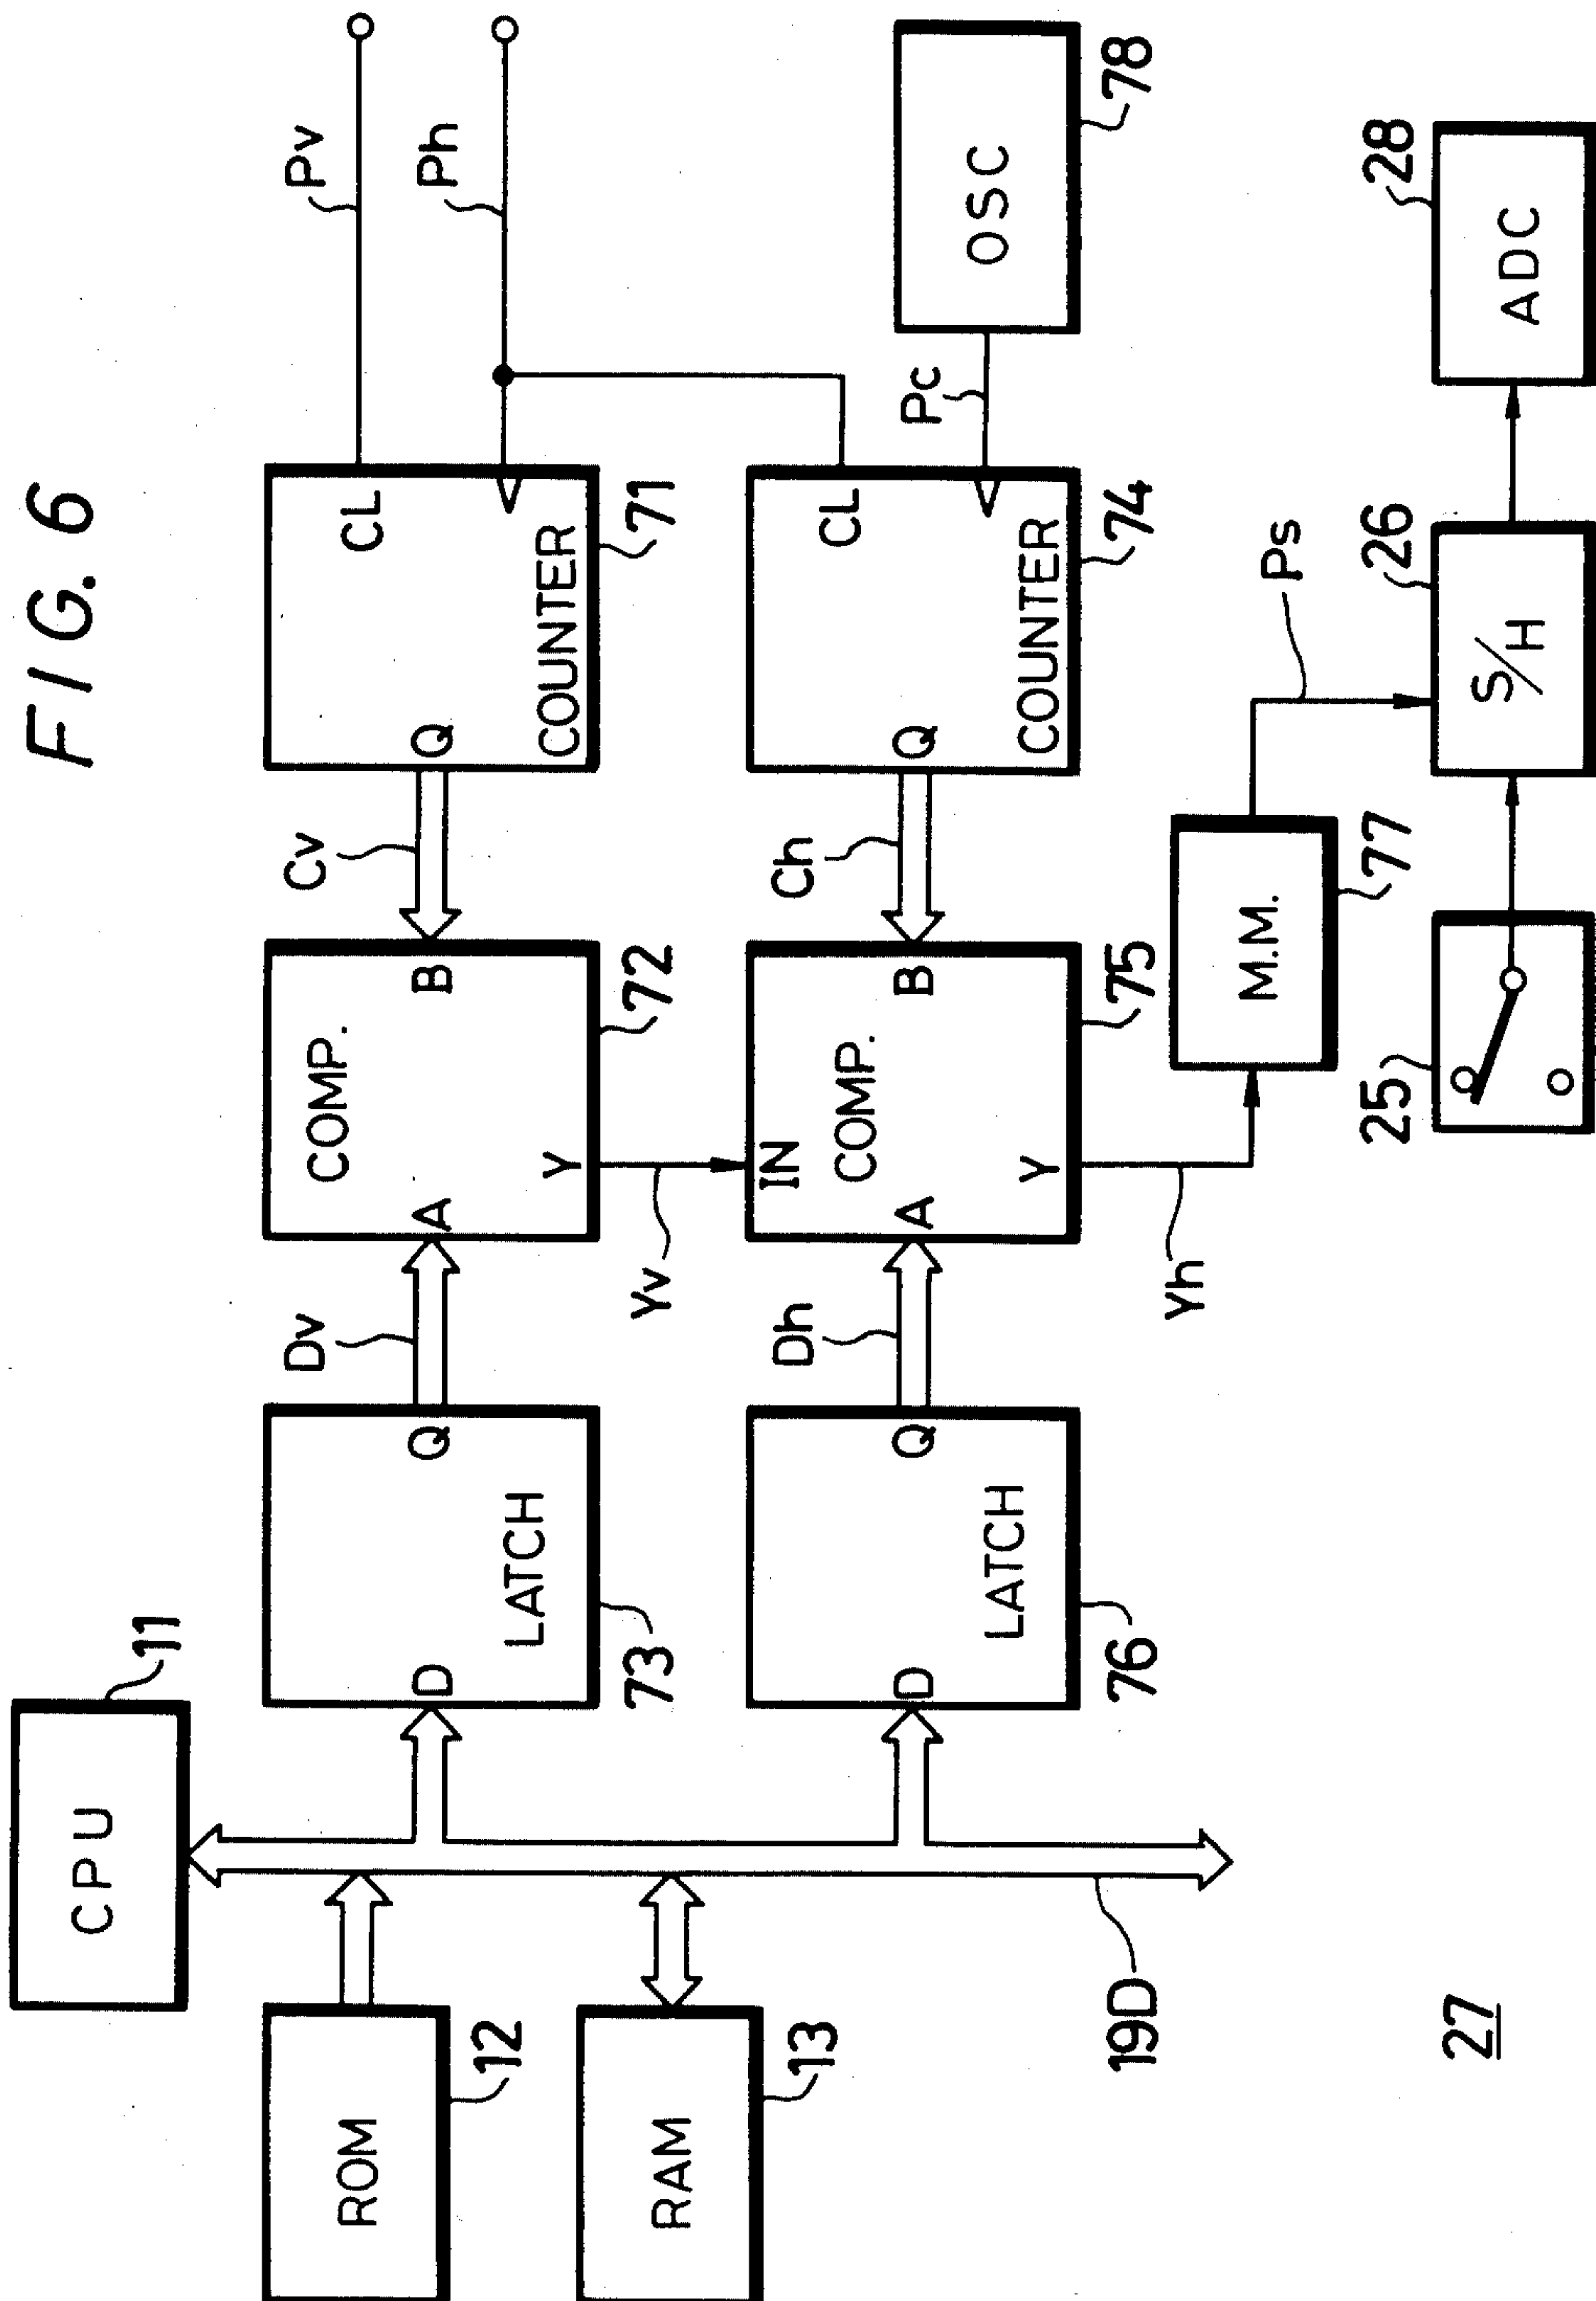 FIG. 6
CPU
11
ROM
12
RAM
13
19D
D
Q
LATCH
73
Dv
A
COMP.
B
Y
72
Cv
Q
CL
COUNTER
71
Pv
Ph
Yv
D
Q
LATCH
76
Dh
IN
A
COMP.
B
Y
75
Ch
Q
CL
COUNTER
74
Pc
OSC
78
Yh
M.M.
77
Ps
25
S/H
26
ADC
28
27